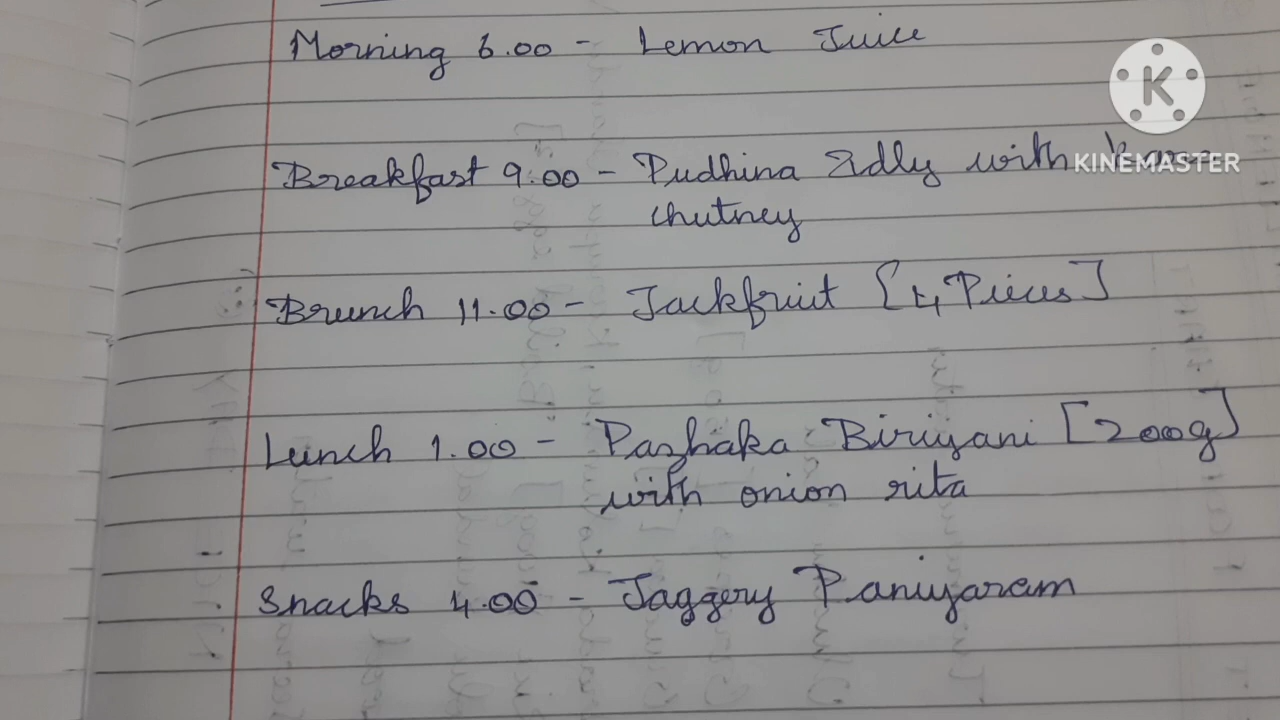 Morning 6.00 - Lemon Juice
K
Breakfast 9.00 - Pudhina Idly with
KINEMASTER
chutney
Brunch 11.00 - Jackfruit [4 Pieces]
Lunch 1.00 - Pazhaka Biriyani [200g]
with onion rita
Snacks 4.00 - Jaggery Paniyaram